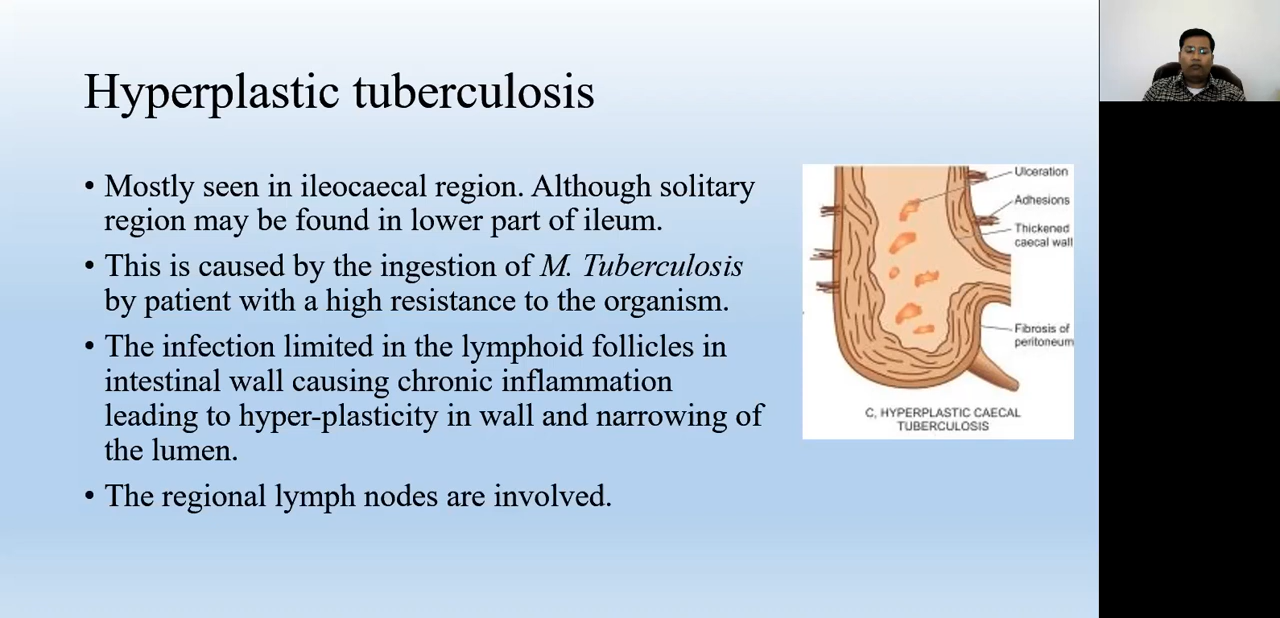 Hyperplastic tuberculosis
• Mostly seen in ileocaecal region. Although solitary
region may be found in lower part of ileum.
• This is caused by the ingestion of M. Tuberculosis
by patient with a high resistance to the organism.
• The infection limited in the lymphoid follicles in
intestinal wall causing chronic inflammation
leading to hyper-plasticity in wall and narrowing of
the lumen.
• The regional lymph nodes are involved.
Ulceration
Adhesions
Thickened
caecal wall
Fibrosis of
peritoneum
C, HYPERPLASTIC CAECAL
TUBERCULOSIS